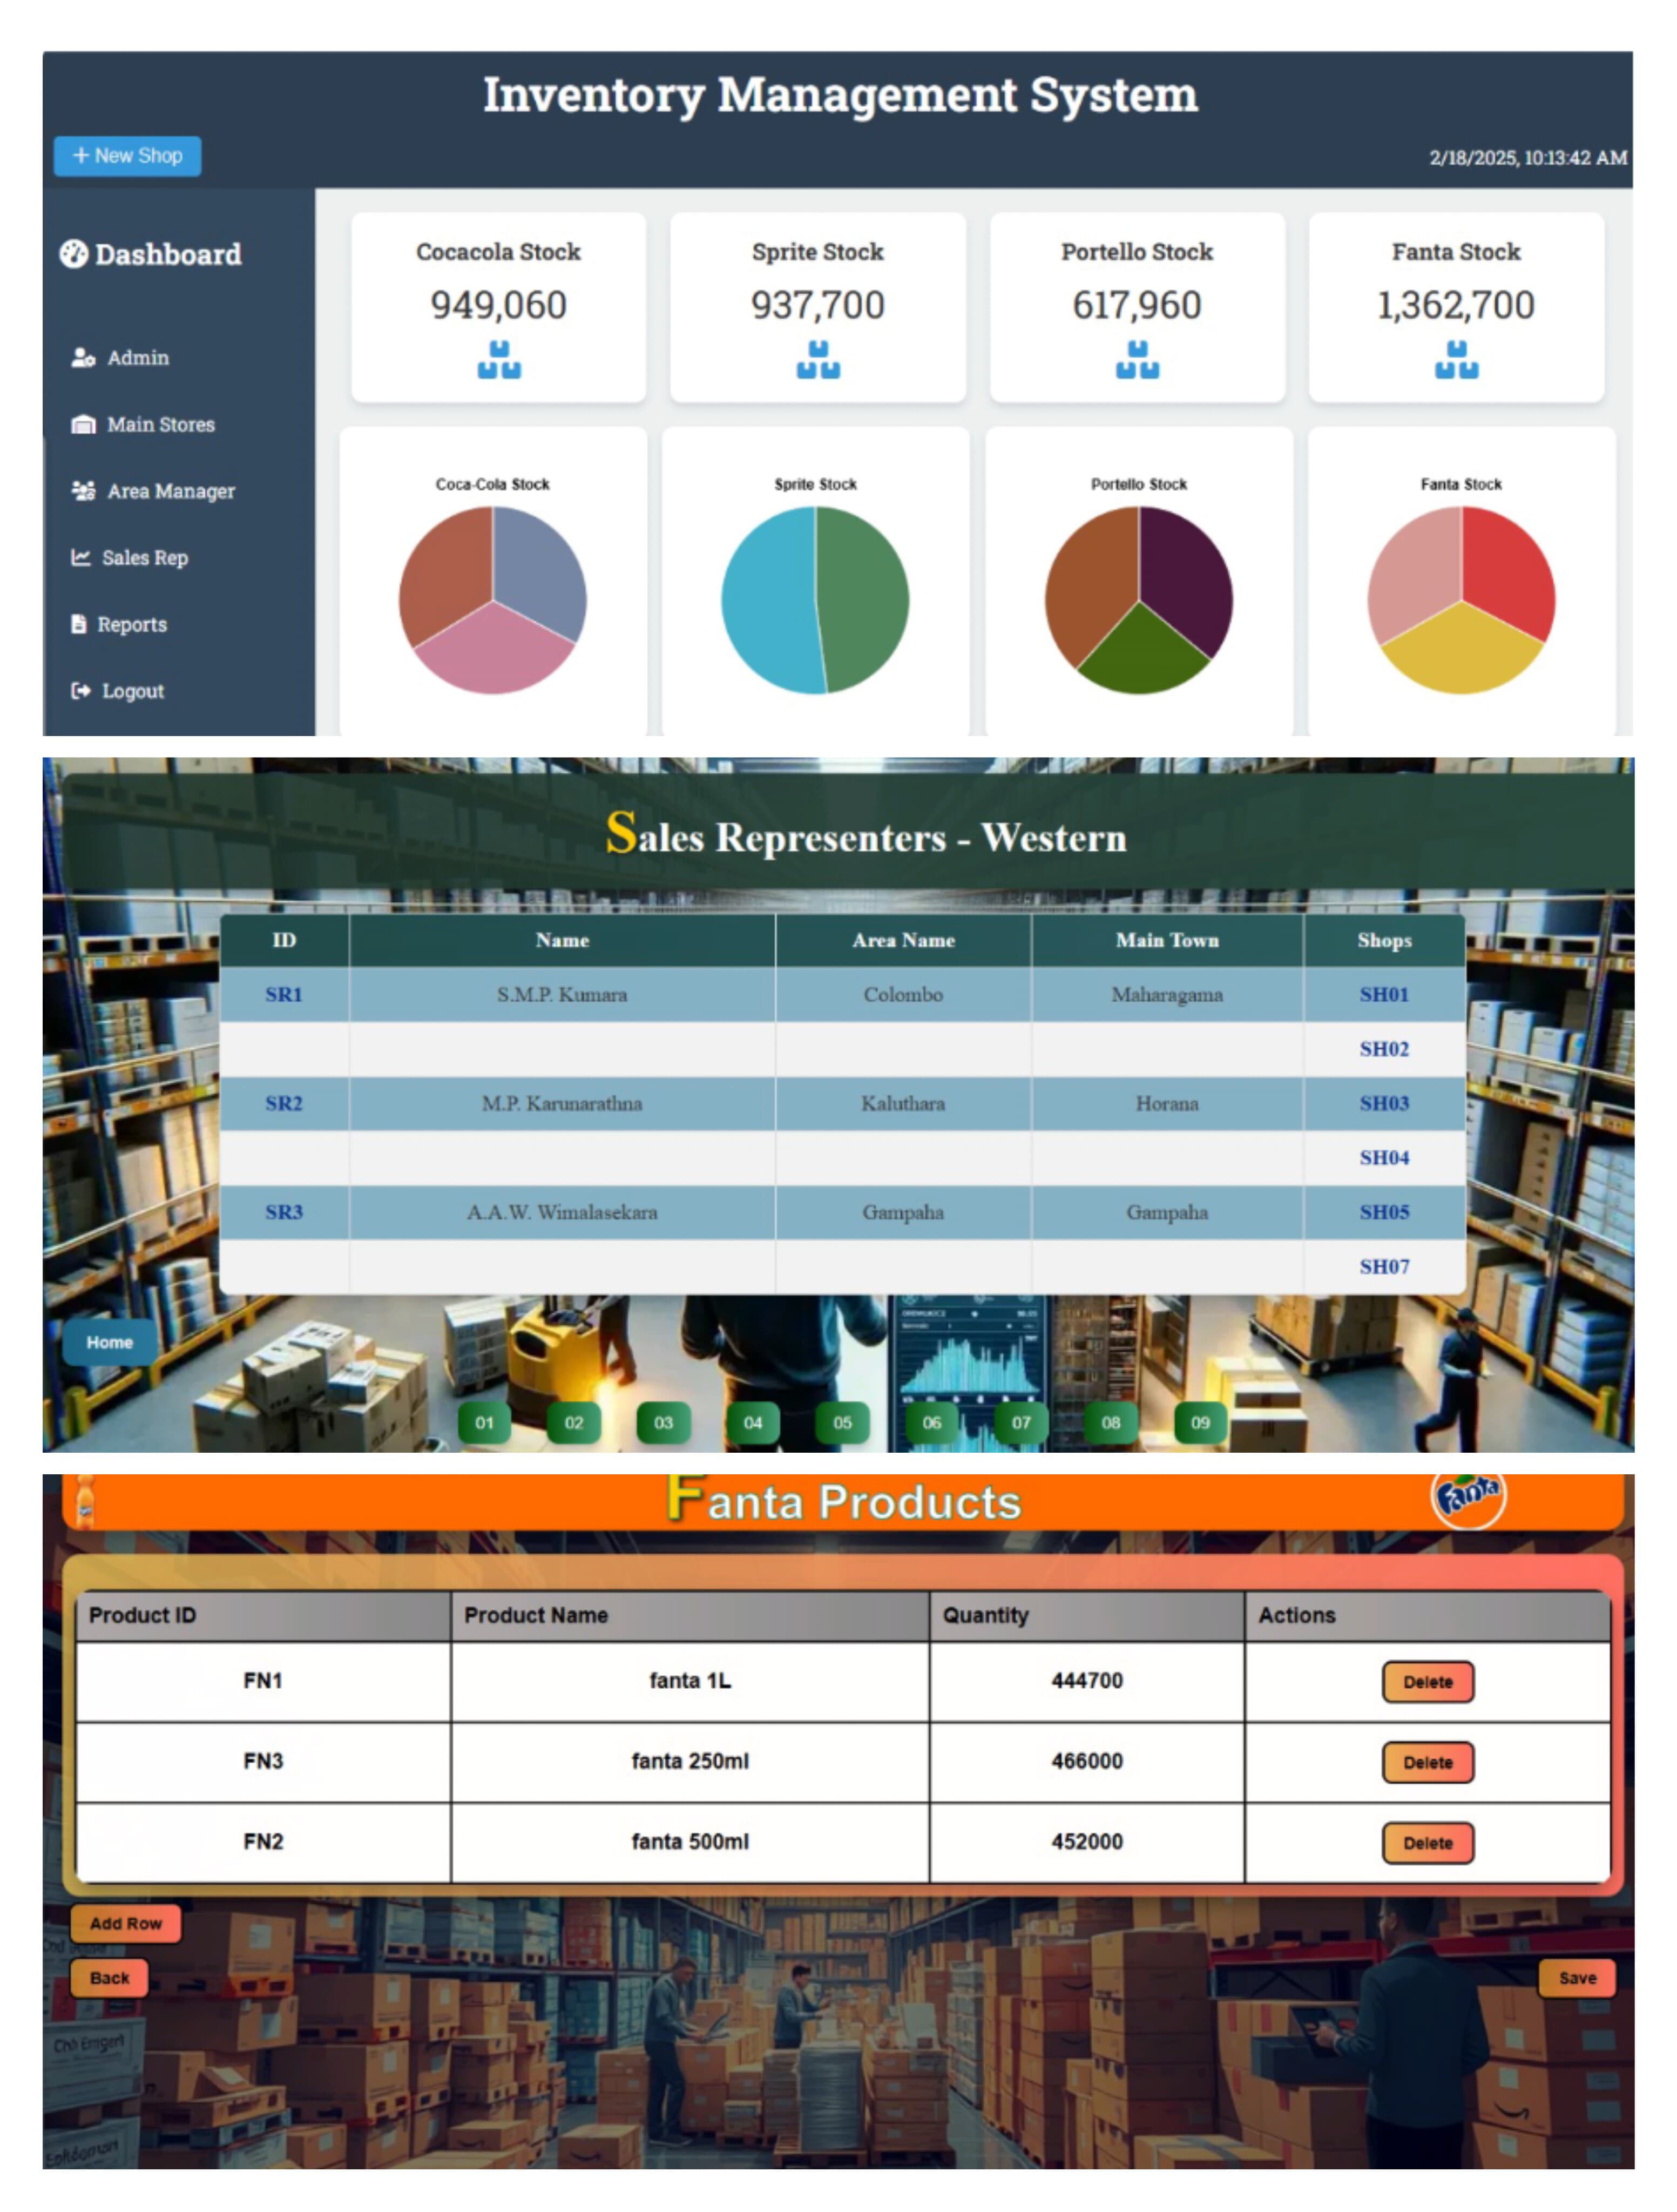 Inventory Management System
+ New Shop
2/18/2025, 10:13:42 AM
Dashboard
Admin
Main Stores
Area Manager
Sales Rep
Reports
Logout
Cocacola Stock Sprite Stock Portello Stock Fanta Stock
949,060 937,700 617,960 1,362,700
Coca-Cola Stock Sprite Stock Portello Stock Fanta Stock
Sales Representers - Western
ID Name Area Name Main Town Shops
SR1 S.M.P. Kumara Colombo Maharagama SH01
SH02
SR2 M.P. Karunarathna Kaluthara Horana SH03
SH04
SR3 A.A.W. Wimalasekara Gampaha Gampaha SH05
SH07
Home
01 02 03 04 05 06 07 08 09
Fanta Products
Fanta
Product ID Product Name Quantity Actions
FN1 fanta 1L 444700 Delete
FN3 fanta 250ml 466000 Delete
FN2 fanta 500ml 452000 Delete
Add Row
Back
Save